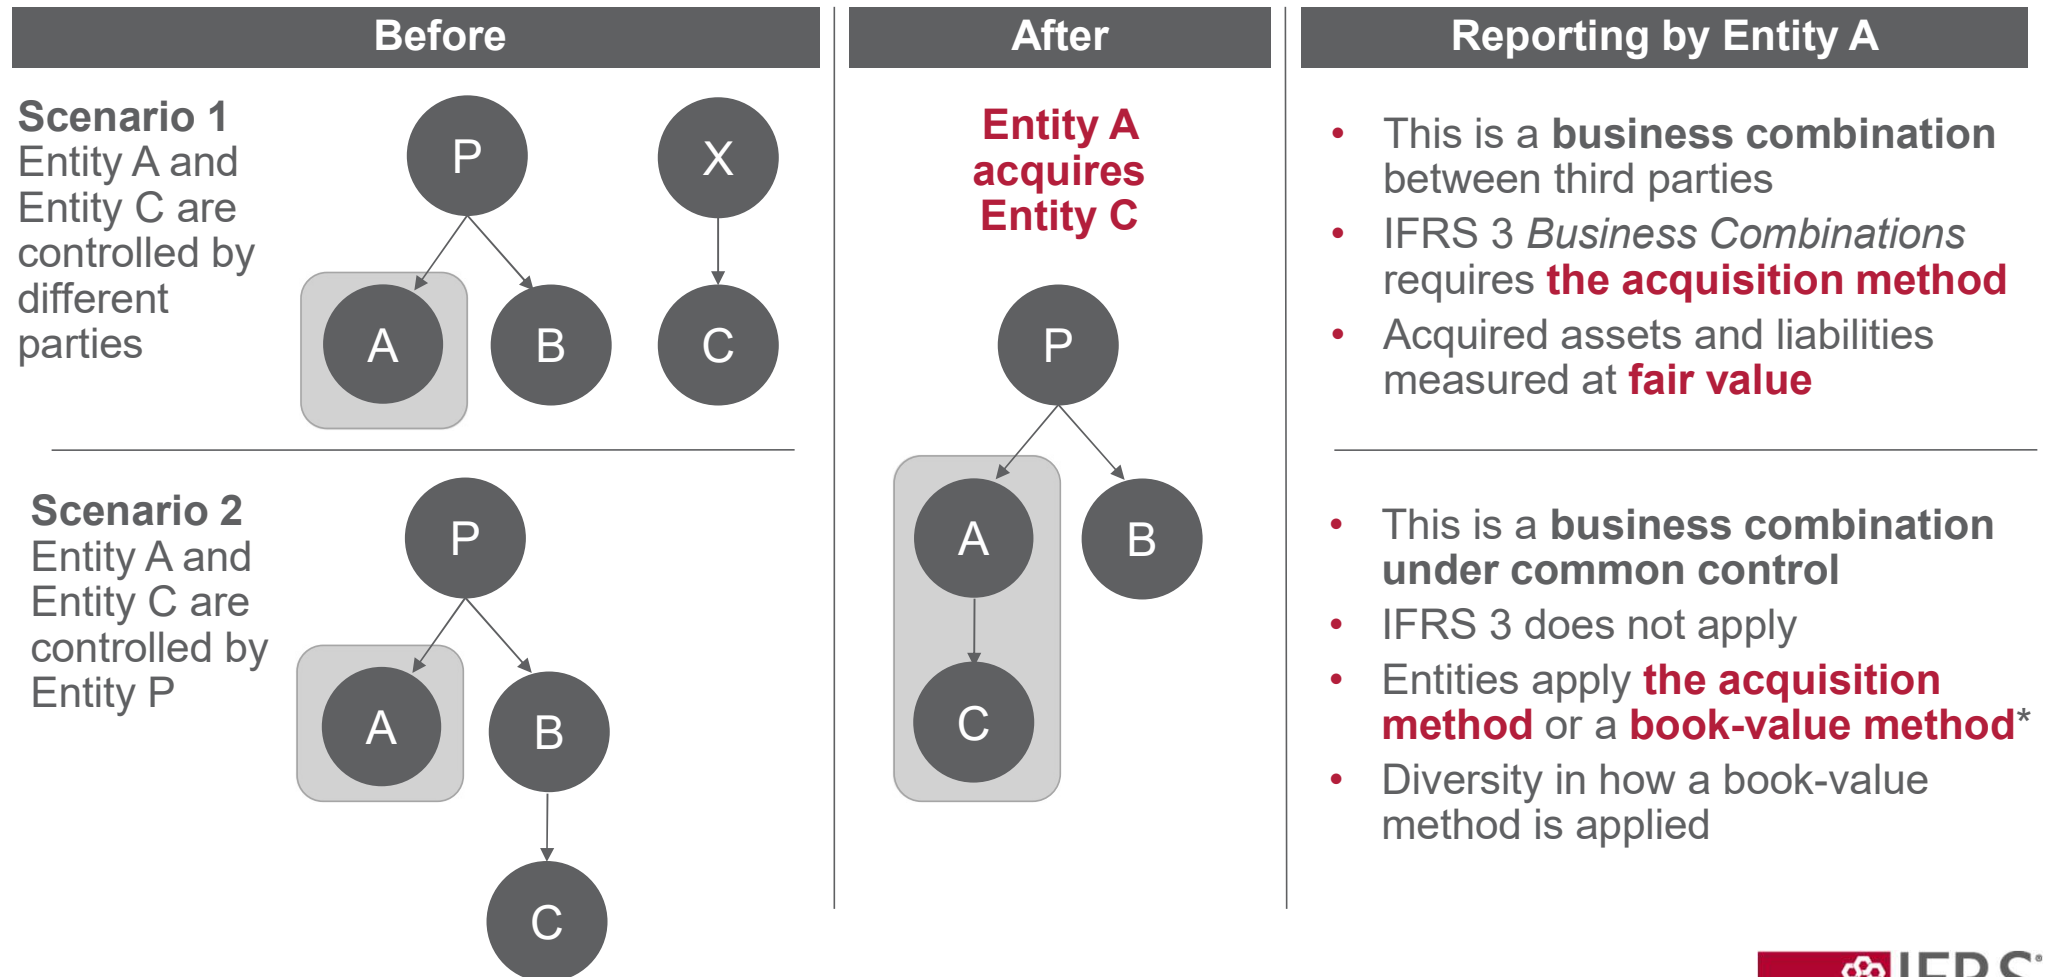 Before
After
Reporting by Entity A
Scenario 1
Entity A and
Entity C are
controlled by
different
parties
P
X
A
B
C
Entity A
acquires
Entity C
P
A
B
C
• This is a business combination
between third parties
• IFRS 3 Business Combinations
requires the acquisition method
• Acquired assets and liabilities
measured at fair value
Scenario 2
Entity A and
Entity C are
controlled by
Entity P
P
A
B
C
• This is a business combination
under common control
• IFRS 3 does not apply
• Entities apply the acquisition
method or a book-value method*
• Diversity in how a book-value
method is applied
IFRS®